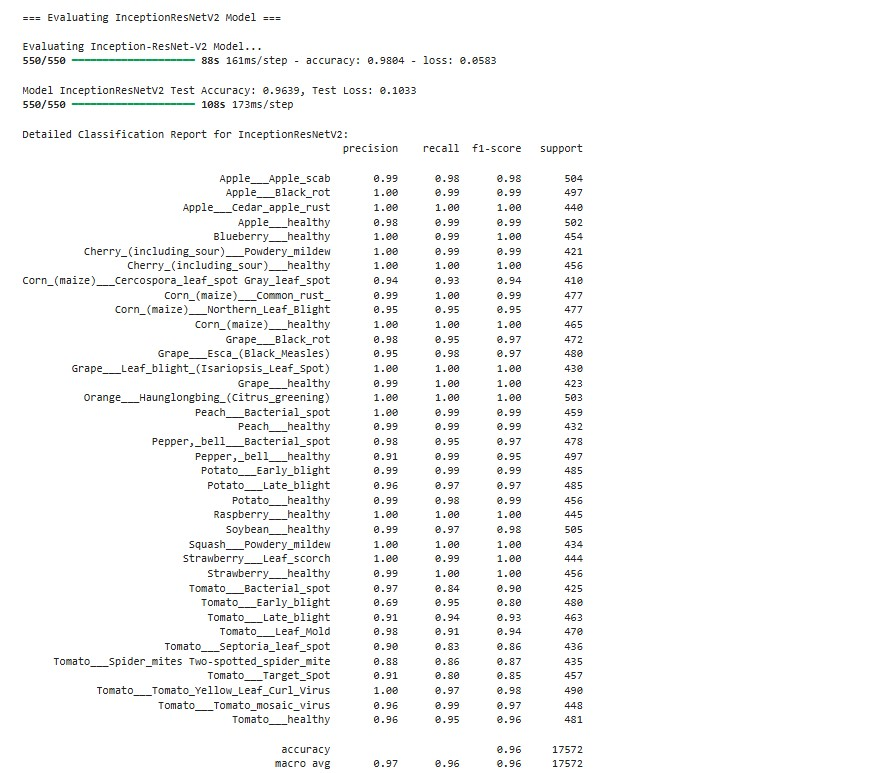 === Evaluating InceptionResNetV2 Model ===
Evaluating Inception-ResNet-V2 Model...
550/550 ━━━━━━━━━━━━━━━━━━━━ 88s 161ms/step - accuracy: 0.9804 - loss: 0.0583
Model InceptionResNetV2 Test Accuracy: 0.9639, Test Loss: 0.1033
550/550 ━━━━━━━━━━━━━━━━━━━━ 108s 173ms/step
Detailed Classification Report for InceptionResNetV2:
precision recall f1-score support
Apple___Apple_scab 0.99 0.98 0.98 504
Apple___Black_rot 1.00 0.99 0.99 497
Apple___Cedar_apple_rust 1.00 1.00 1.00 440
Apple___healthy 0.98 0.99 0.99 502
Blueberry___healthy 1.00 0.99 1.00 454
Cherry_(including_sour)___Powdery_mildew 1.00 0.99 0.99 421
Cherry_(including_sour)___healthy 1.00 1.00 1.00 456
Corn_(maize)___Cercospora_leaf_spot Gray_leaf_spot 0.94 0.93 0.94 410
Corn_(maize)___Common_rust_ 0.99 1.00 0.99 477
Corn_(maize)___Northern_Leaf_Blight 0.95 0.95 0.95 477
Corn_(maize)___healthy 1.00 1.00 1.00 465
Grape___Black_rot 0.98 0.95 0.97 472
Grape___Esca_(Black_Measles) 0.95 0.98 0.97 480
Grape___Leaf_blight_(Isariopsis_Leaf_Spot) 1.00 1.00 1.00 430
Grape___healthy 0.99 1.00 1.00 423
Orange___Haunglongbing_(Citrus_greening) 1.00 1.00 1.00 503
Peach___Bacterial_spot 1.00 0.99 0.99 459
Peach___healthy 0.99 0.99 0.99 432
Pepper,_bell___Bacterial_spot 0.98 0.95 0.97 478
Pepper,_bell___healthy 0.91 0.99 0.95 497
Potato___Early_blight 0.99 0.99 0.99 485
Potato___Late_blight 0.96 0.97 0.97 485
Potato___healthy 0.99 0.98 0.99 456
Raspberry___healthy 1.00 1.00 1.00 445
Soybean___healthy 0.99 0.97 0.98 505
Squash___Powdery_mildew 1.00 1.00 1.00 434
Strawberry___Leaf_scorch 1.00 0.99 1.00 444
Strawberry___healthy 0.99 1.00 1.00 456
Tomato___Bacterial_spot 0.97 0.84 0.90 425
Tomato___Early_blight 0.69 0.95 0.80 480
Tomato___Late_blight 0.91 0.94 0.93 463
Tomato___Leaf_Mold 0.98 0.91 0.94 470
Tomato___Septoria_leaf_spot 0.90 0.83 0.86 436
Tomato___Spider_mites Two-spotted_spider_mite 0.88 0.86 0.87 435
Tomato___Target_Spot 0.91 0.80 0.85 457
Tomato___Tomato_Yellow_Leaf_Curl_Virus 1.00 0.97 0.98 490
Tomato___Tomato_mosaic_virus 0.96 0.99 0.97 448
Tomato___healthy 0.96 0.95 0.96 481
accuracy 0.96 17572
macro avg 0.97 0.96 0.96 17572